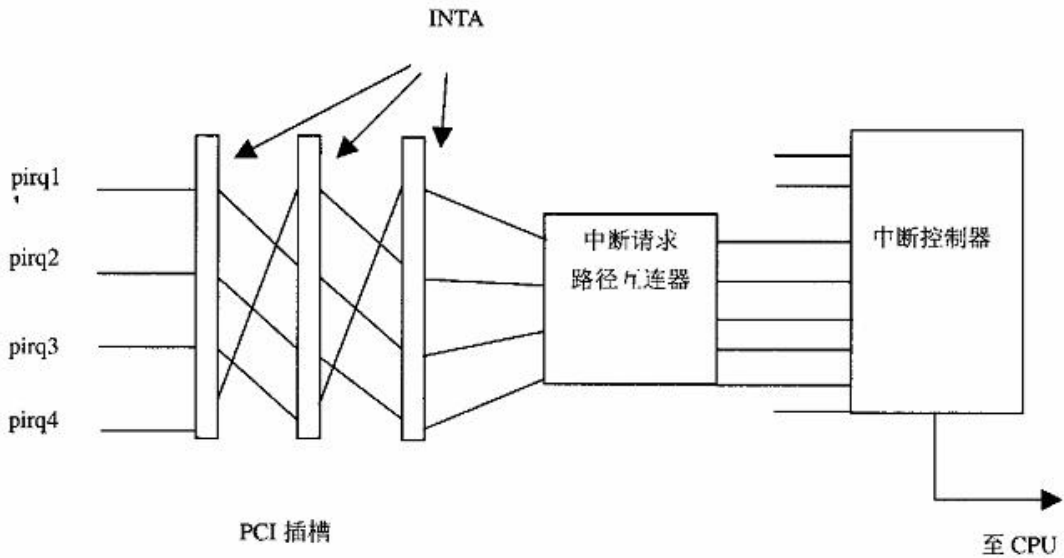 INTA
pirq1
pirq2
pirq3
pirq4
中断请求
路径互连器
中断控制器
PCI 插槽
至 CPU